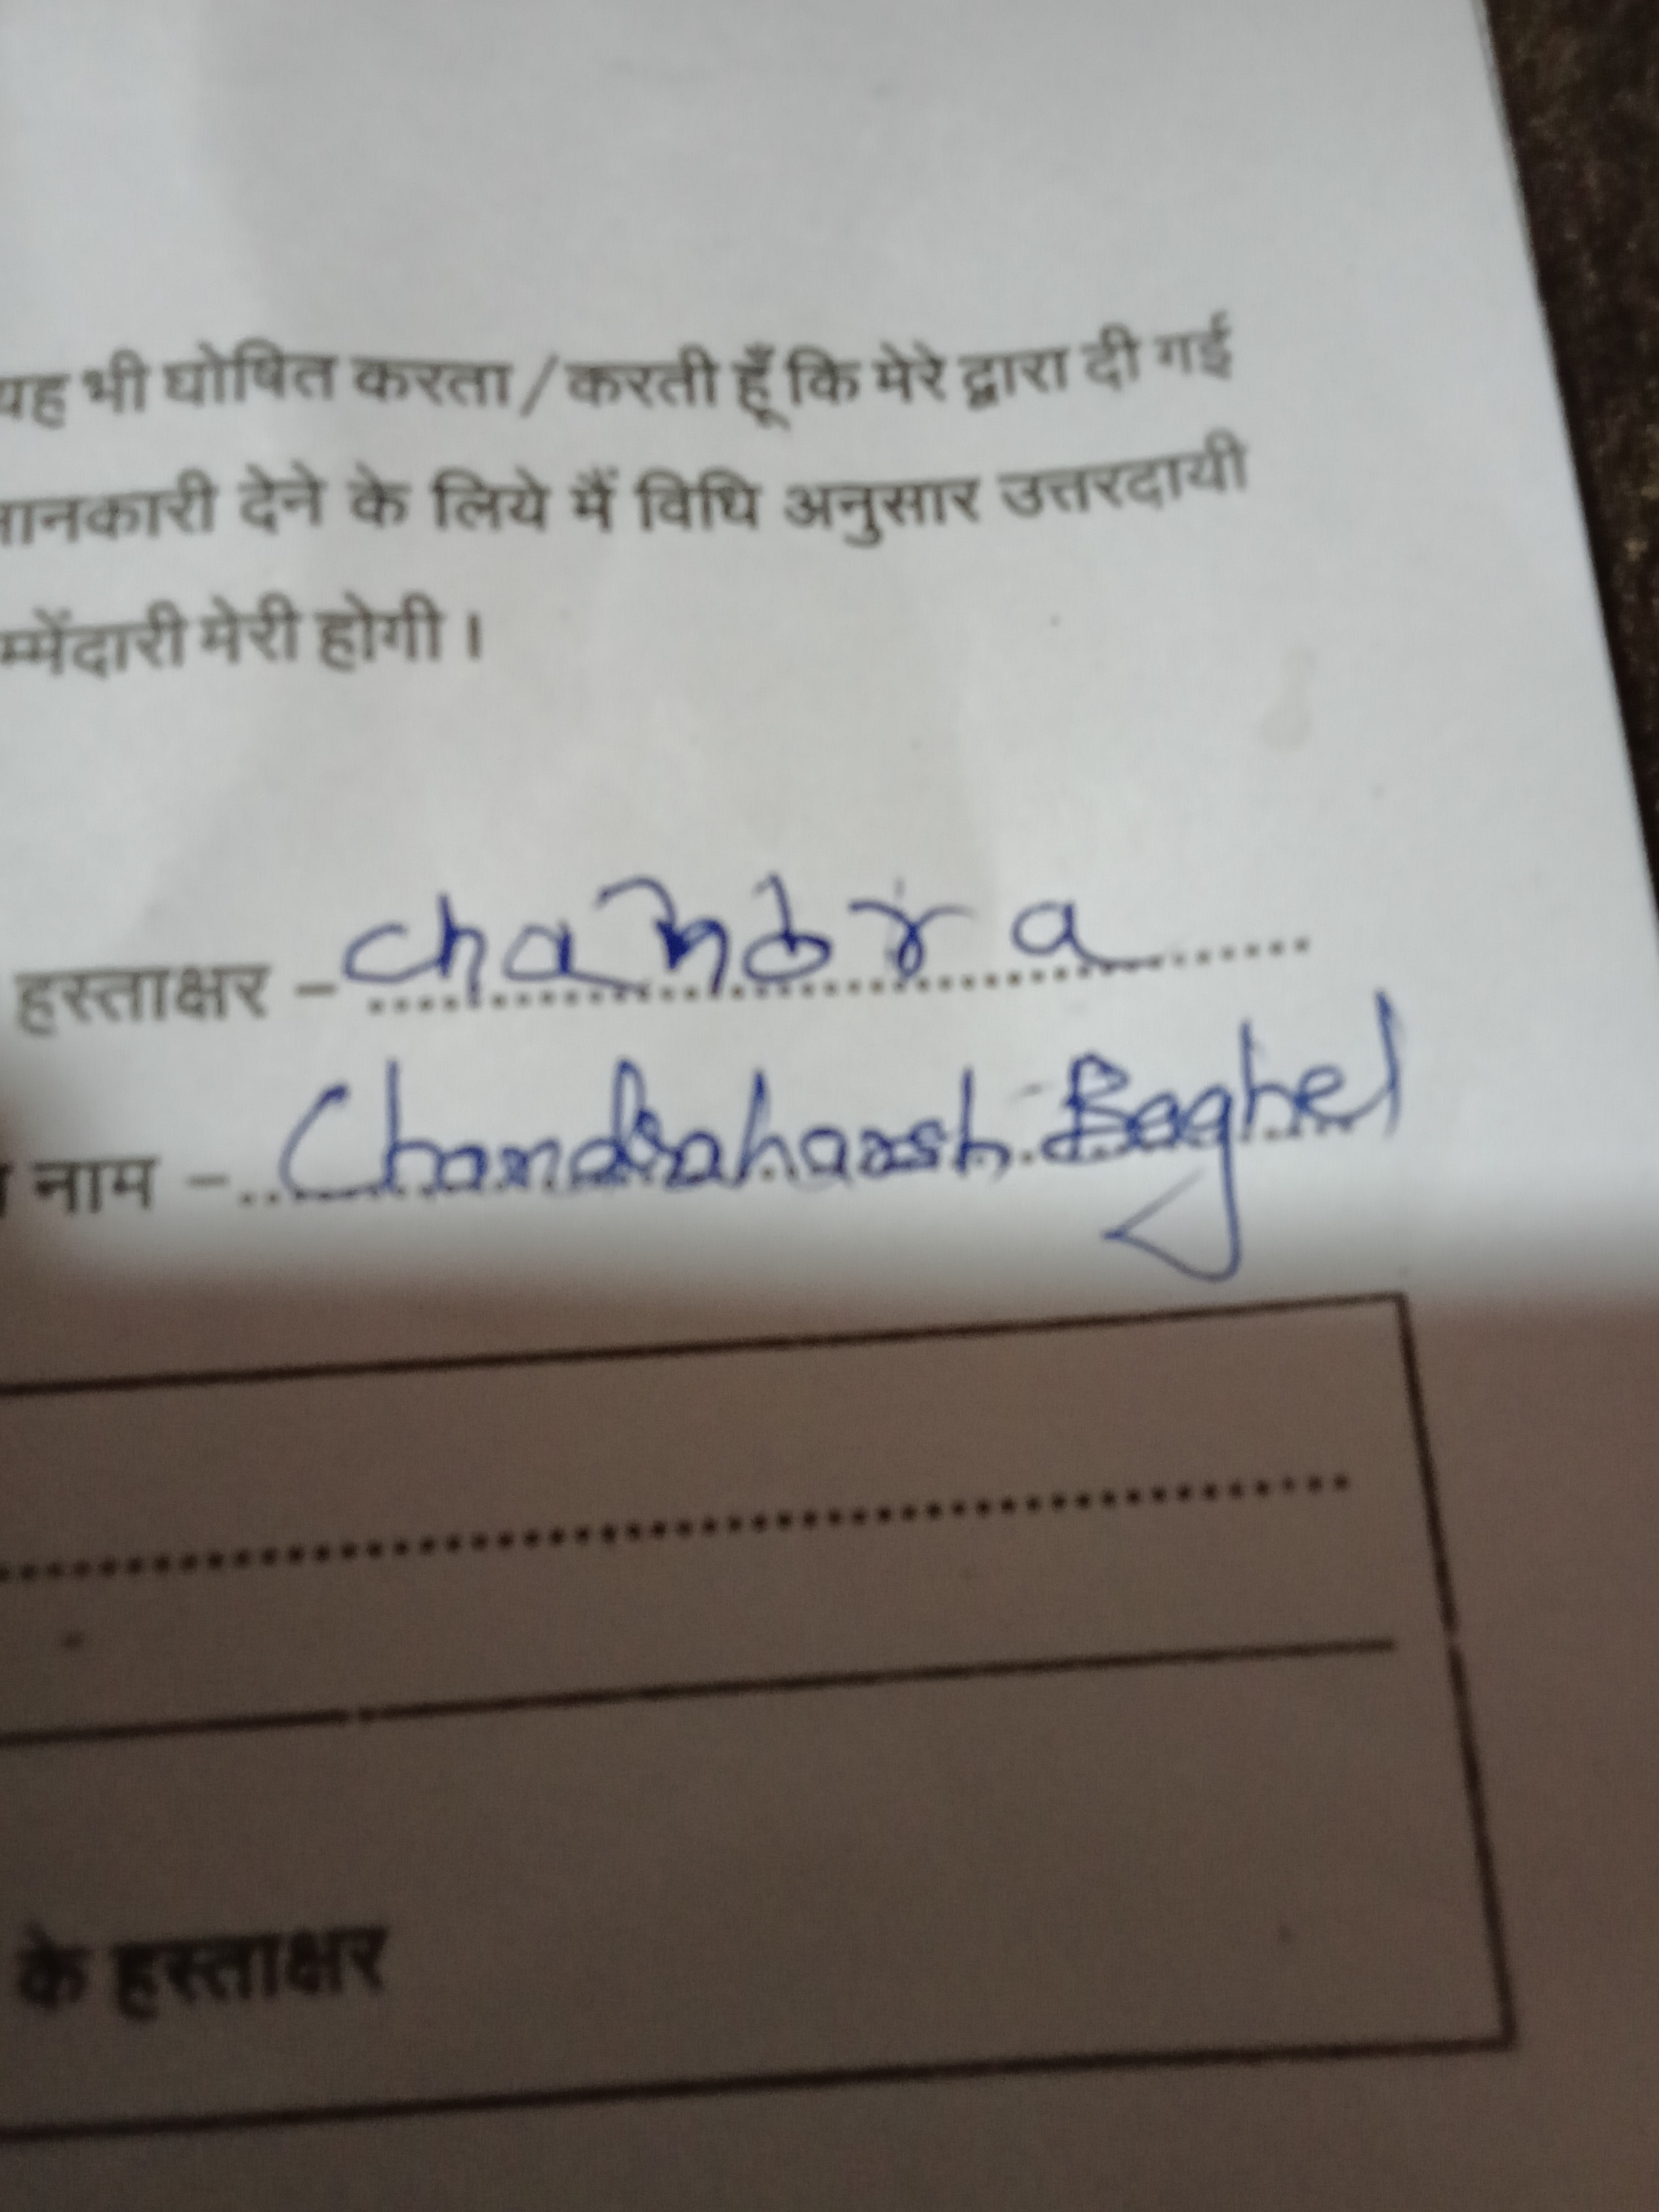 यह भी घोषित करता/करती हूँ कि मेरे द्वारा दी गई
ानकारी देने के लिये मैं विधि अनुसार उत्तरदायी
म्मेंदारी मेरी होगी।
हस्ताक्षर – chandra
नाम – Chandrahaash Baghel
के हस्ताक्षर